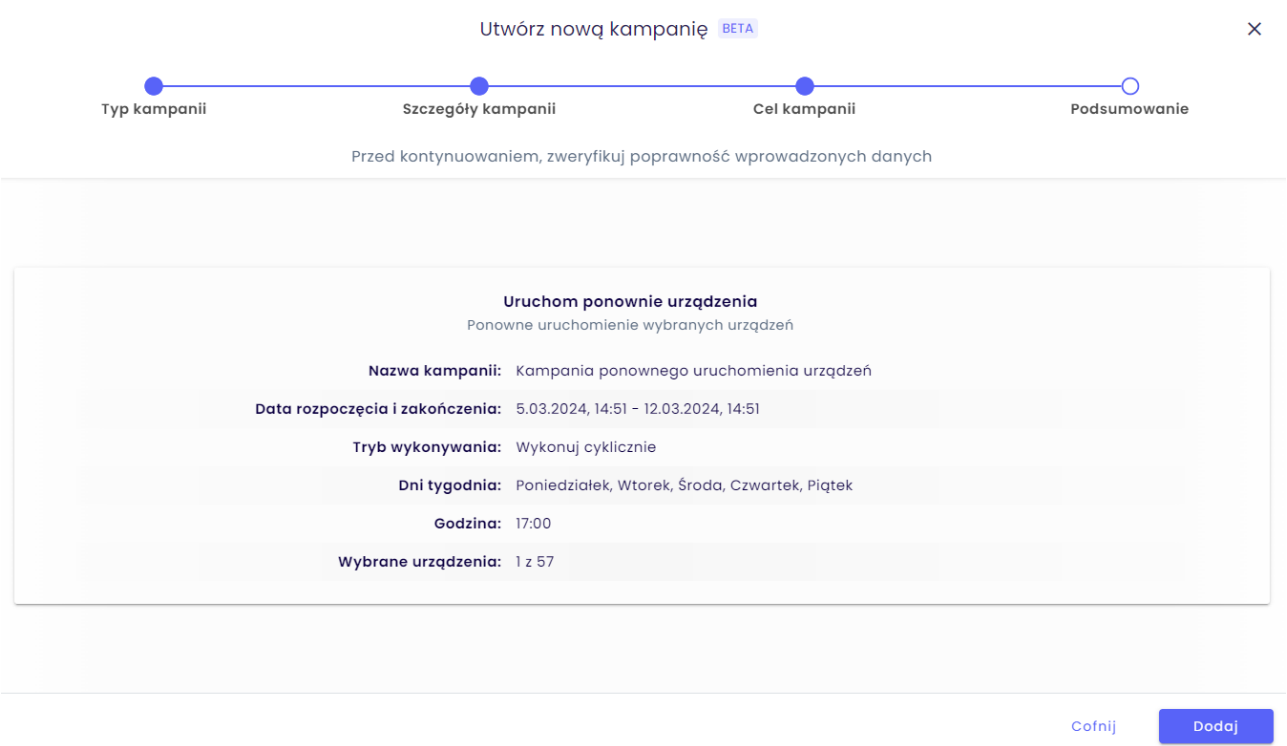 Utwórz nową kampanię BETA
Typ kampanii Szczegóły kampanii Cel kampanii Podsumowanie
Przed kontynuowaniem, zweryfikuj poprawność wprowadzonych danych
Uruchom ponownie urządzenia
Ponowne uruchomienie wybranych urządzeń
Nazwa kampanii: Kampania ponownego uruchomienia urządzeń
Data rozpoczęcia i zakończenia: 5.03.2024, 14:51 - 12.03.2024, 14:51
Tryb wykonywania: Wykonuj cyklicznie
Dni tygodnia: Poniedziałek, Wtorek, Środa, Czwartek, Piątek
Godzina: 17:00
Wybrane urządzenia: 1 z 57
Cofnij Dodaj